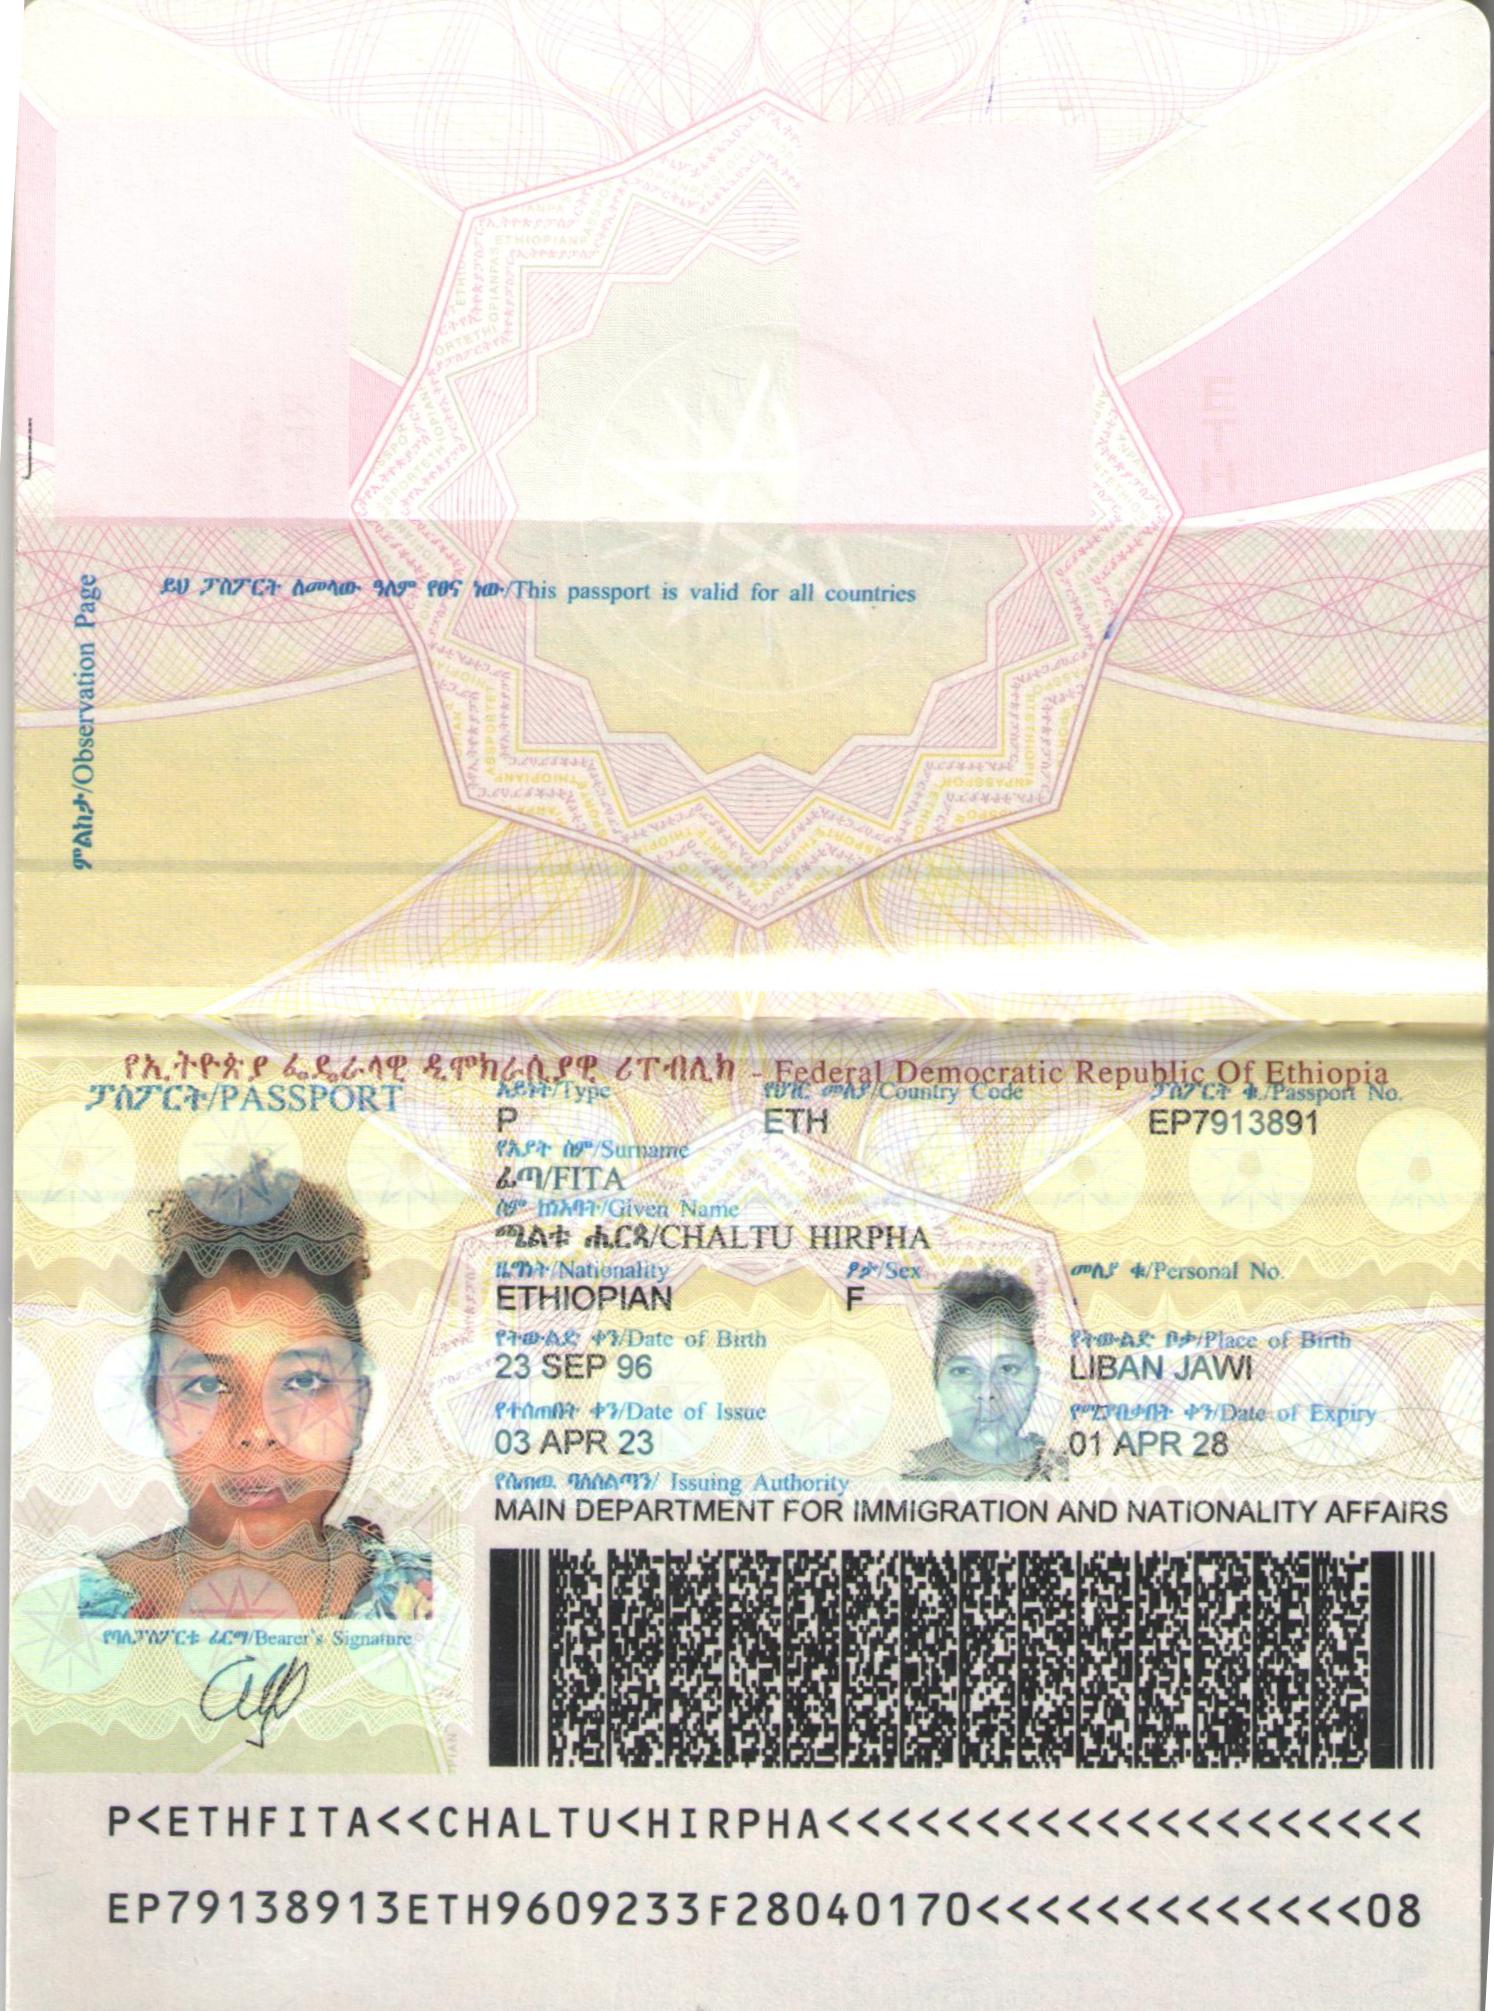 ይህ ፓስፖርት ለመላው ዓለም የፀና ነው/This passport is valid for all countries
ምልከታ/Observation Page
የኢትዮጵያ ፌዴራላዊ ዲሞክራሲያዊ ሪፐብሊክ - Federal Democratic Republic Of Ethiopia
ፓስፖርት/PASSPORT
አይነት/Type
የሀገር መለያ/Country Code
ፓስፖርት ቁ./Passport No.
P
ETH
EP7913891
የአያት ስም/Surname
ፊጣ/FITA
ስም ከነአባት/Given Name
ጫልቱ ሒርጳ/CHALTU HIRPHA
ዜግነት/Nationality
ፆታ/Sex
መለያ ቁ/Personal No.
ETHIOPIAN
F
የትውልድ ቀን/Date of Birth
የትውልድ ቦታ/Place of Birth
23 SEP 96
LIBAN JAWI
የተሰጠበት ቀን/Date of Issue
የሚያበቃበት ቀን/Date of Expiry
03 APR 23
01 APR 28
የሰጠው ባለስልጣን/ Issuing Authority
MAIN DEPARTMENT FOR IMMIGRATION AND NATIONALITY AFFAIRS
የባለፓስፖርቱ ፊርማ/Bearer's Signature
P<ETHFITA<<CHALTU<HIRPHA<<<<<<<<<<<<<<<<<<<<
EP79138913ETH9609233F28040170<<<<<<<<<<<<<08